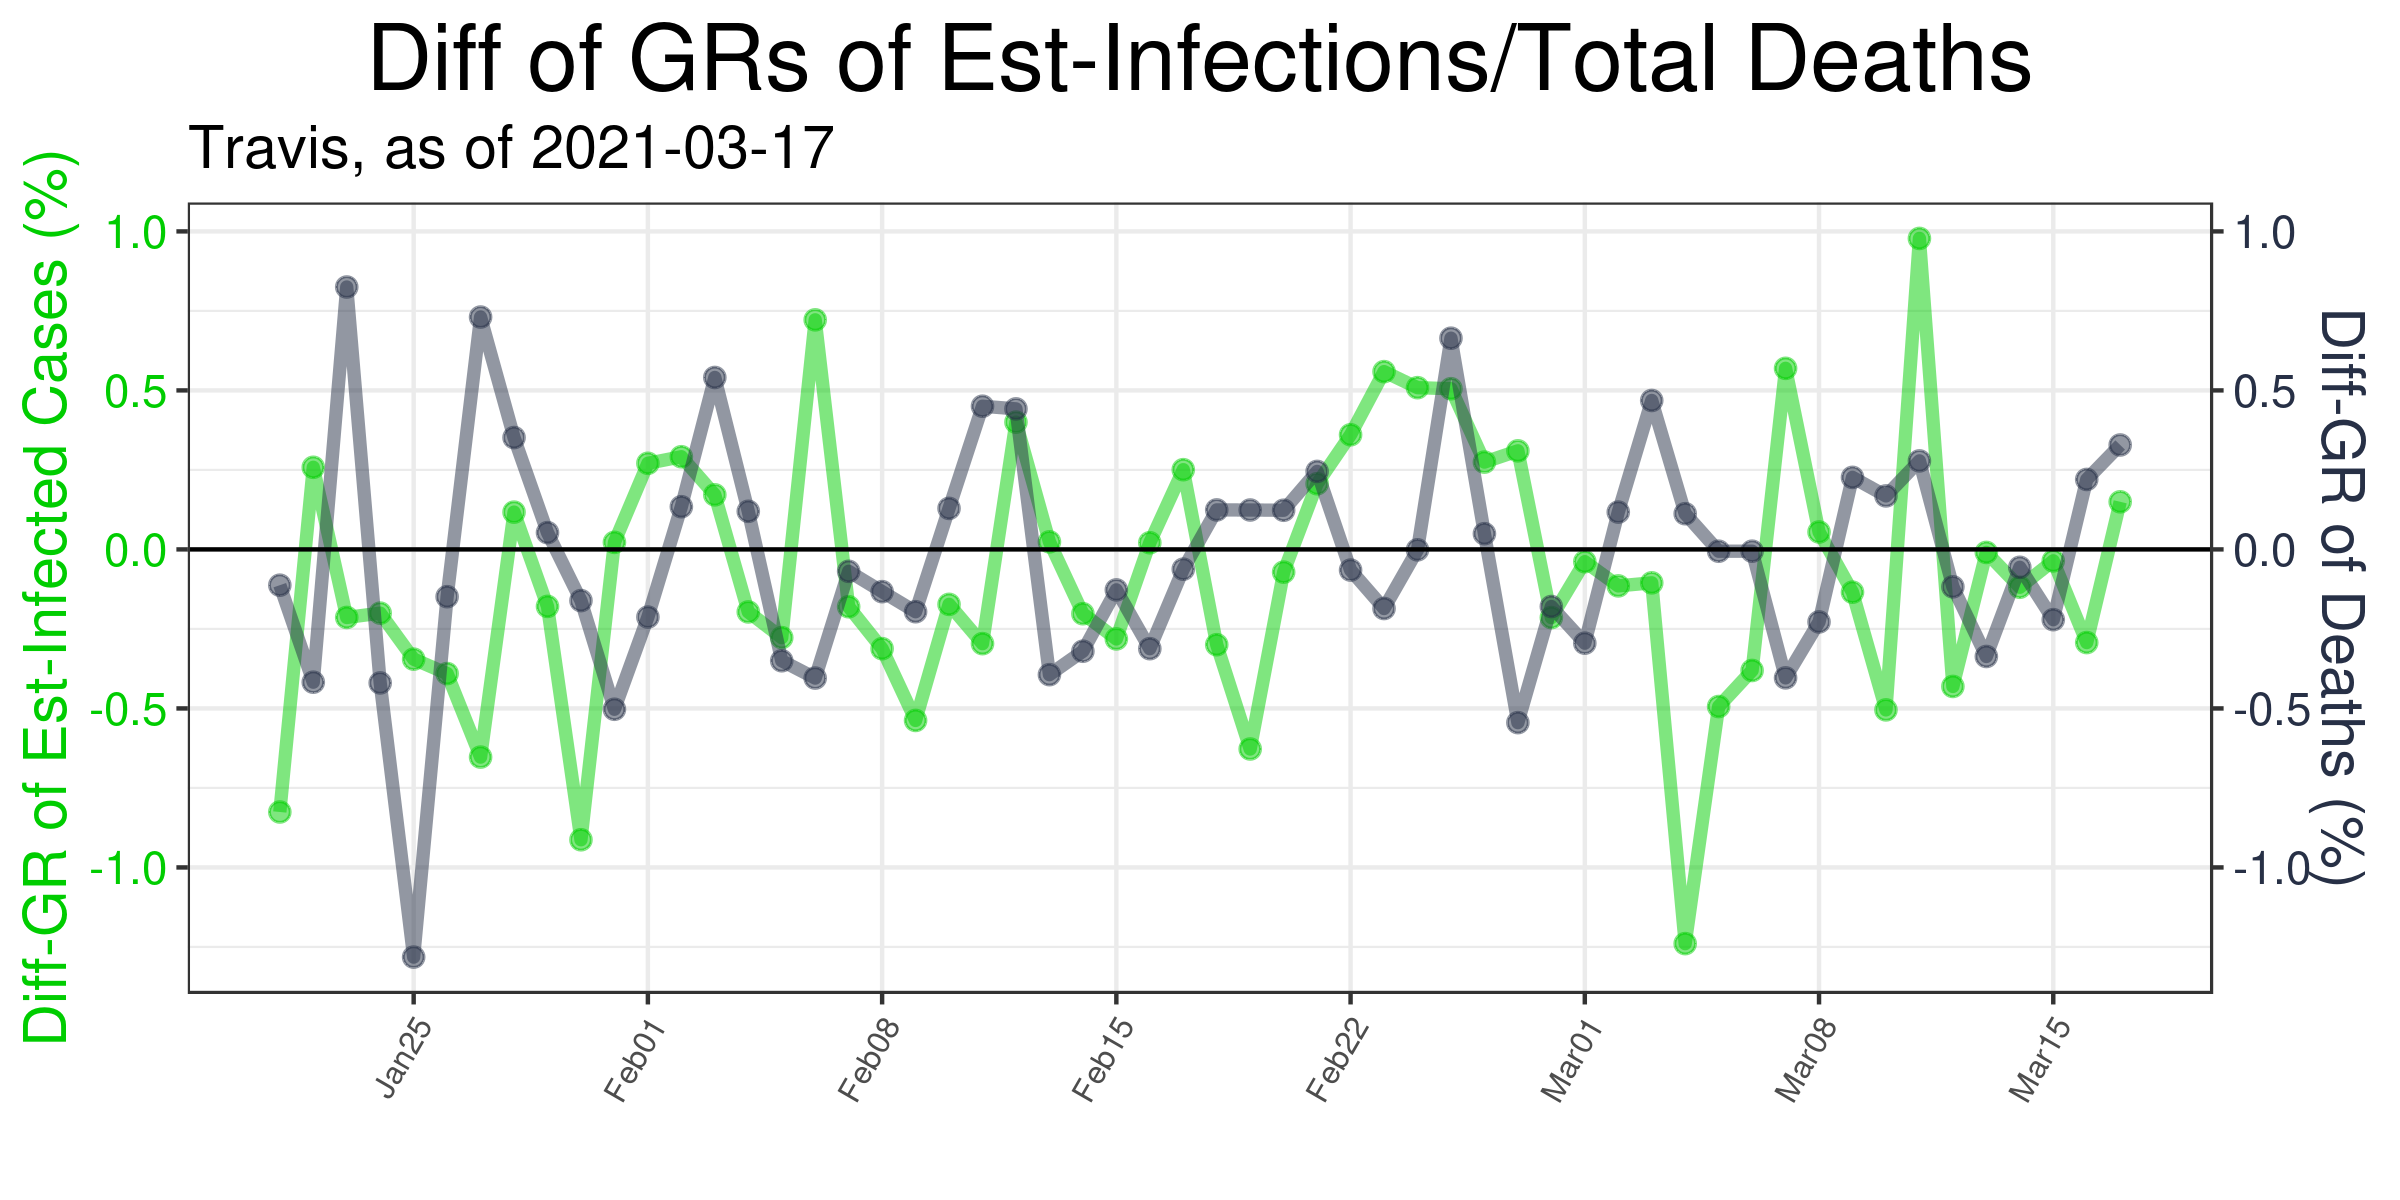 Diff of GRs of Est-Infections/Total Deaths
Travis, as of 2021-03-17
Diff-GR of Est-Infected Cases (%)
1.0
0.5
0.0
-0.5
-1.0
1.0
0.5
0.0
-0.5
-1.0
Diff-GR of Deaths (%)
Jan25
Feb01
Feb08
Feb15
Feb22
Mar01
Mar08
Mar15